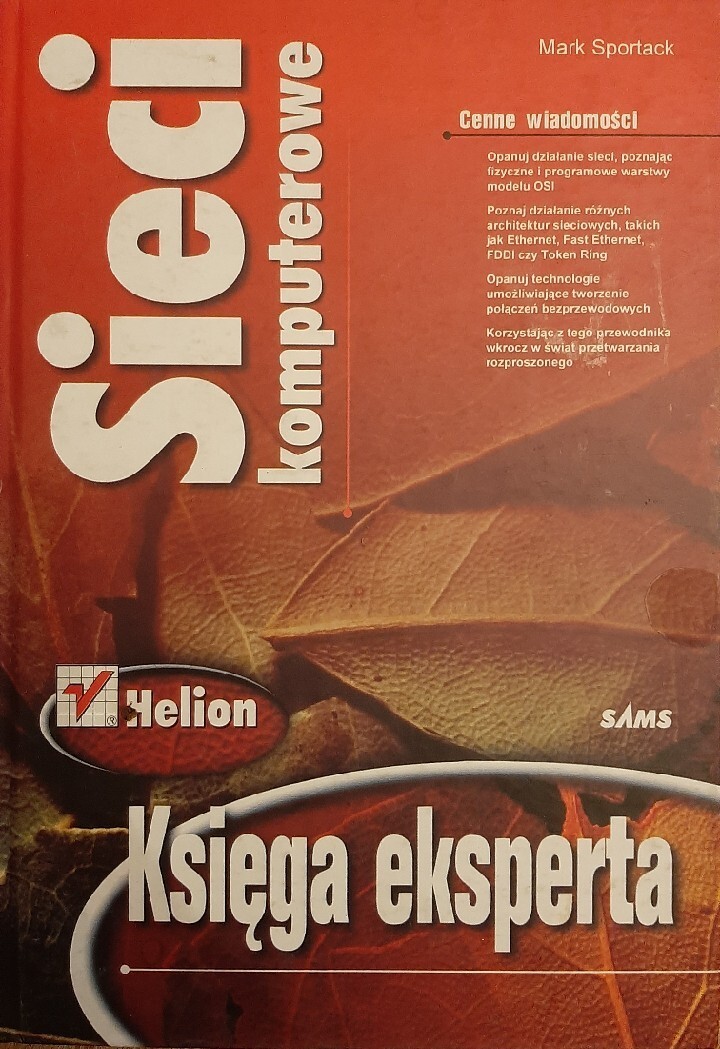 Mark Sportack
Sieci
komputerowe
Cenne wiadomości
Opanuj działanie sieci, poznając
fizyczne i programowe warstwy
modelu OSI
Poznaj działanie różnych
architektur sieciowych, takich
jak Ethernet, Fast Ethernet,
FDDI czy Token Ring
Opanuj technologie
umożliwiające tworzenie
połączeń bezprzewodowych
Korzystając z tego przewodnika
wkrocz w świat przetwarzania
rozproszonego
® Helion
SAMS
Księga eksperta